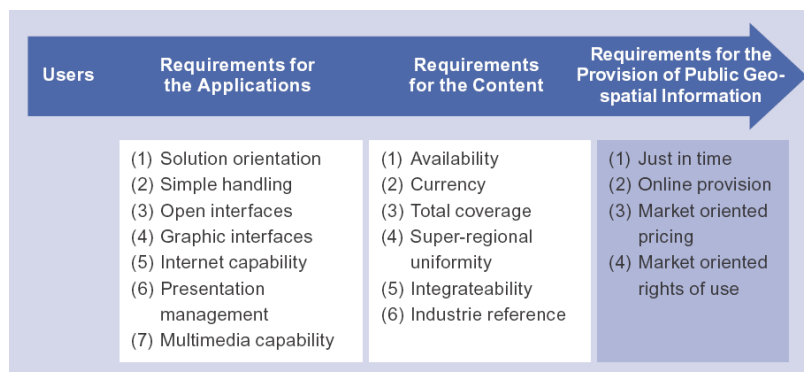 Users
Requirements for
the Applications
Requirements
for the Content
Requirements for the
Provision of Public Geo-
spatial Information
(1) Solution orientation
(2) Simple handling
(3) Open interfaces
(4) Graphic interfaces
(5) Internet capability
(6) Presentation
management
(7) Multimedia capability
(1) Availability
(2) Currency
(3) Total coverage
(4) Super-regional
uniformity
(5) Integrateability
(6) Industrie reference
(1) Just in time
(2) Online provision
(3) Market oriented
pricing
(4) Market oriented
rights of use